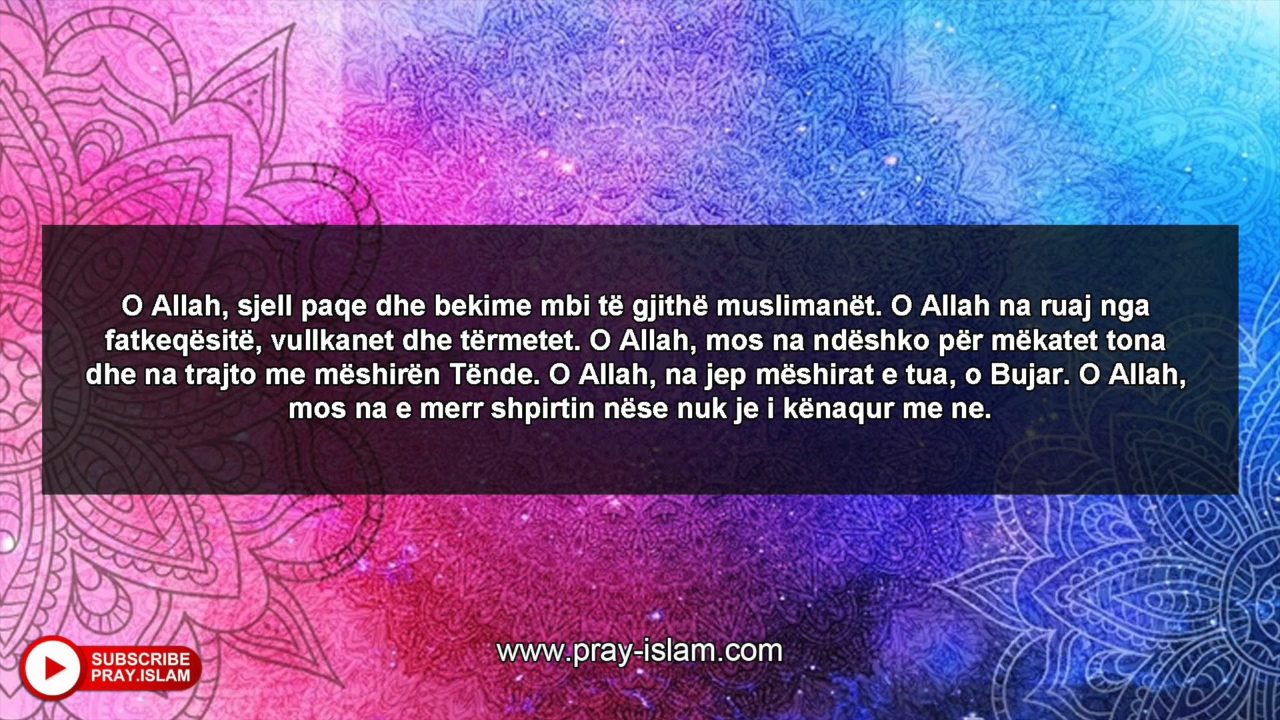 O Allah, sjell paqe dhe bekime mbi të gjithë muslimanët. O Allah na ruaj nga
fatkeqësitë, vullkanet dhe tërmetet. O Allah, mos na ndëshko për mëkatet tona
dhe na trajto me mëshirën Tënde. O Allah, na jep mëshirat e tua, o Bujar. O Allah,
mos na e merr shpirtin nëse nuk je i kënaqur me ne.
www.pray-islam.com
SUBSCRIBE
PRAY.ISLAM